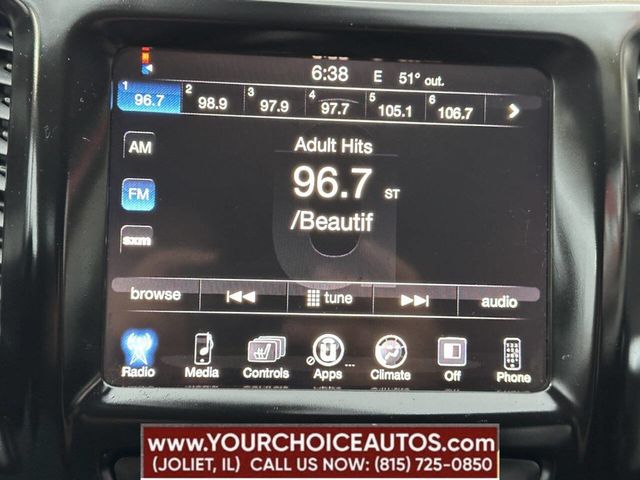 6:38 E 51° out.
1 96.7 2 98.9 3 97.9 4 97.7 5 105.1 6 106.7
AM
Adult Hits
FM
96.7 ST
/Beautif
sxm
browse tune audio
Radio Media Controls Apps Climate Off Phone
WWW.YOURCHOICEAUTOS.COM
(JOLIET, IL) CALL US NOW: (815) 725-0850